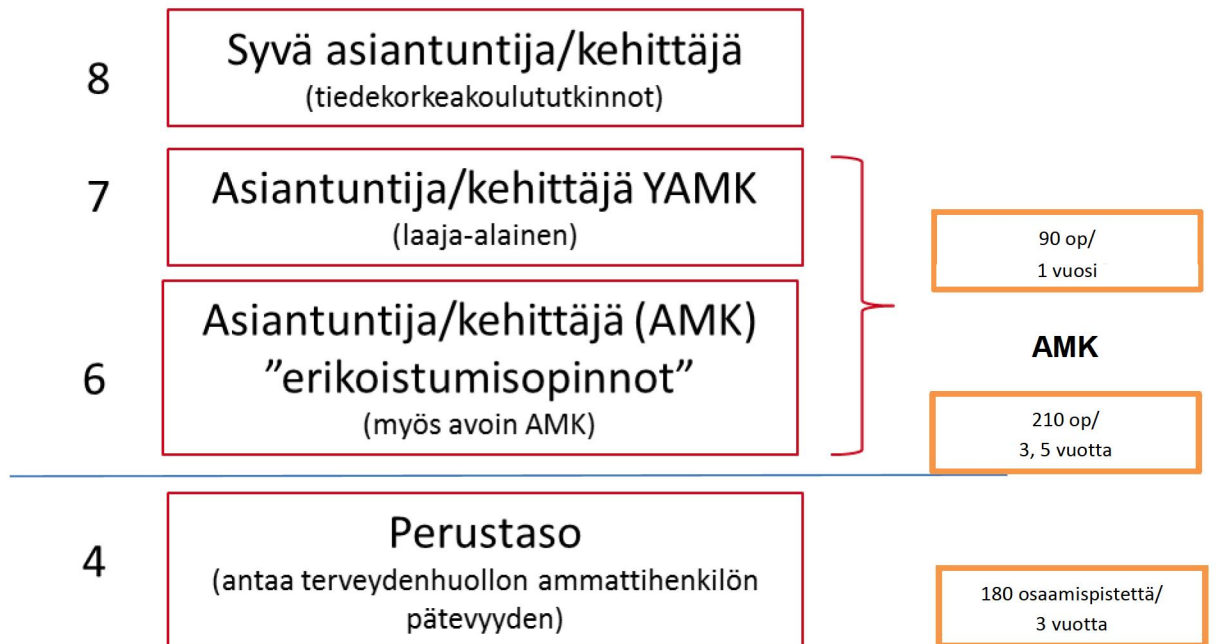 8
Syvä asiantuntija/kehittäjä
(tiedekorkeakoulututkinnot)
7
Asiantuntija/kehittäjä YAMK
(laaja-alainen)
90 op/
1 vuosi
6
Asiantuntija/kehittäjä (AMK)
”erikoistumisopinnot”
(myös avoin AMK)
AMK
210 op/
3, 5 vuotta
4
Perustaso
(antaa terveydenhuollon ammattihenkilön
pätevyyden)
180 osaamispistettä/
3 vuotta